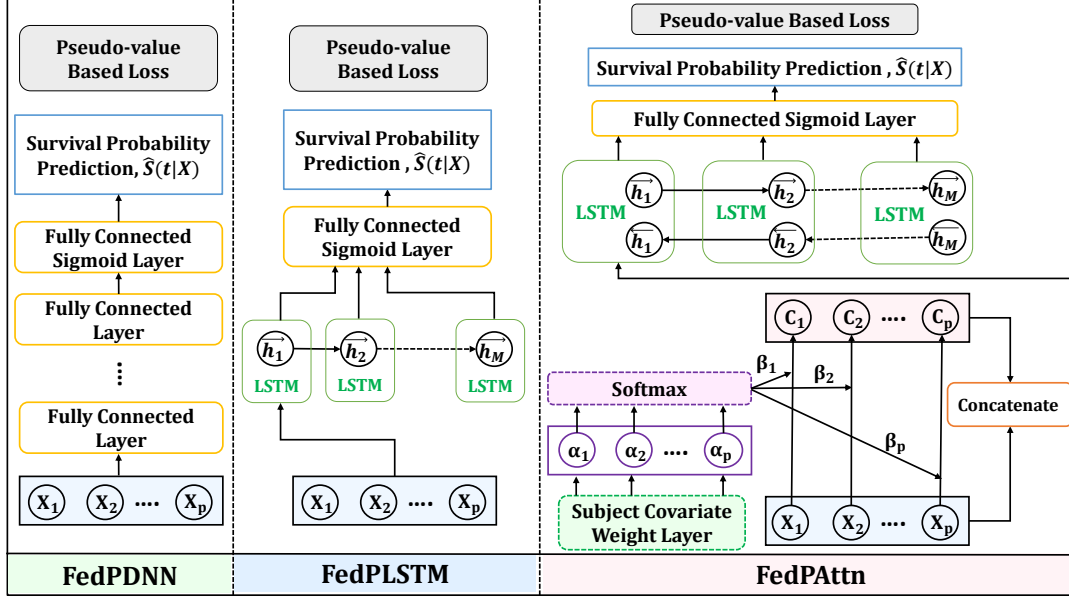 Pseudo-value
Based Loss
Survival Probability
Prediction, Ŝ(t|X)
Fully Connected
Sigmoid Layer
Fully Connected
Layer
....
Fully Connected
Layer
X₁ X₂ .... Xₚ
FedPDNN
Pseudo-value
Based Loss
Survival Probability
Prediction , Ŝ(t|X)
Fully Connected
Sigmoid Layer
h₁→ h₂→ h_M→
LSTM LSTM LSTM
X₁ X₂ .... Xₚ
FedPLSTM
Pseudo-value Based Loss
Survival Probability Prediction , Ŝ(t|X)
Fully Connected Sigmoid Layer
h₁→ h₂→ h_M→
LSTM LSTM LSTM
h₁← h₂← h_M←
C₁ C₂ .... Cₚ
β₁ β₂
Softmax
Concatenate
βₚ
α₁ α₂ .... αₚ
Subject Covariate
Weight Layer
X₁ X₂ .... Xₚ
FedPAttn